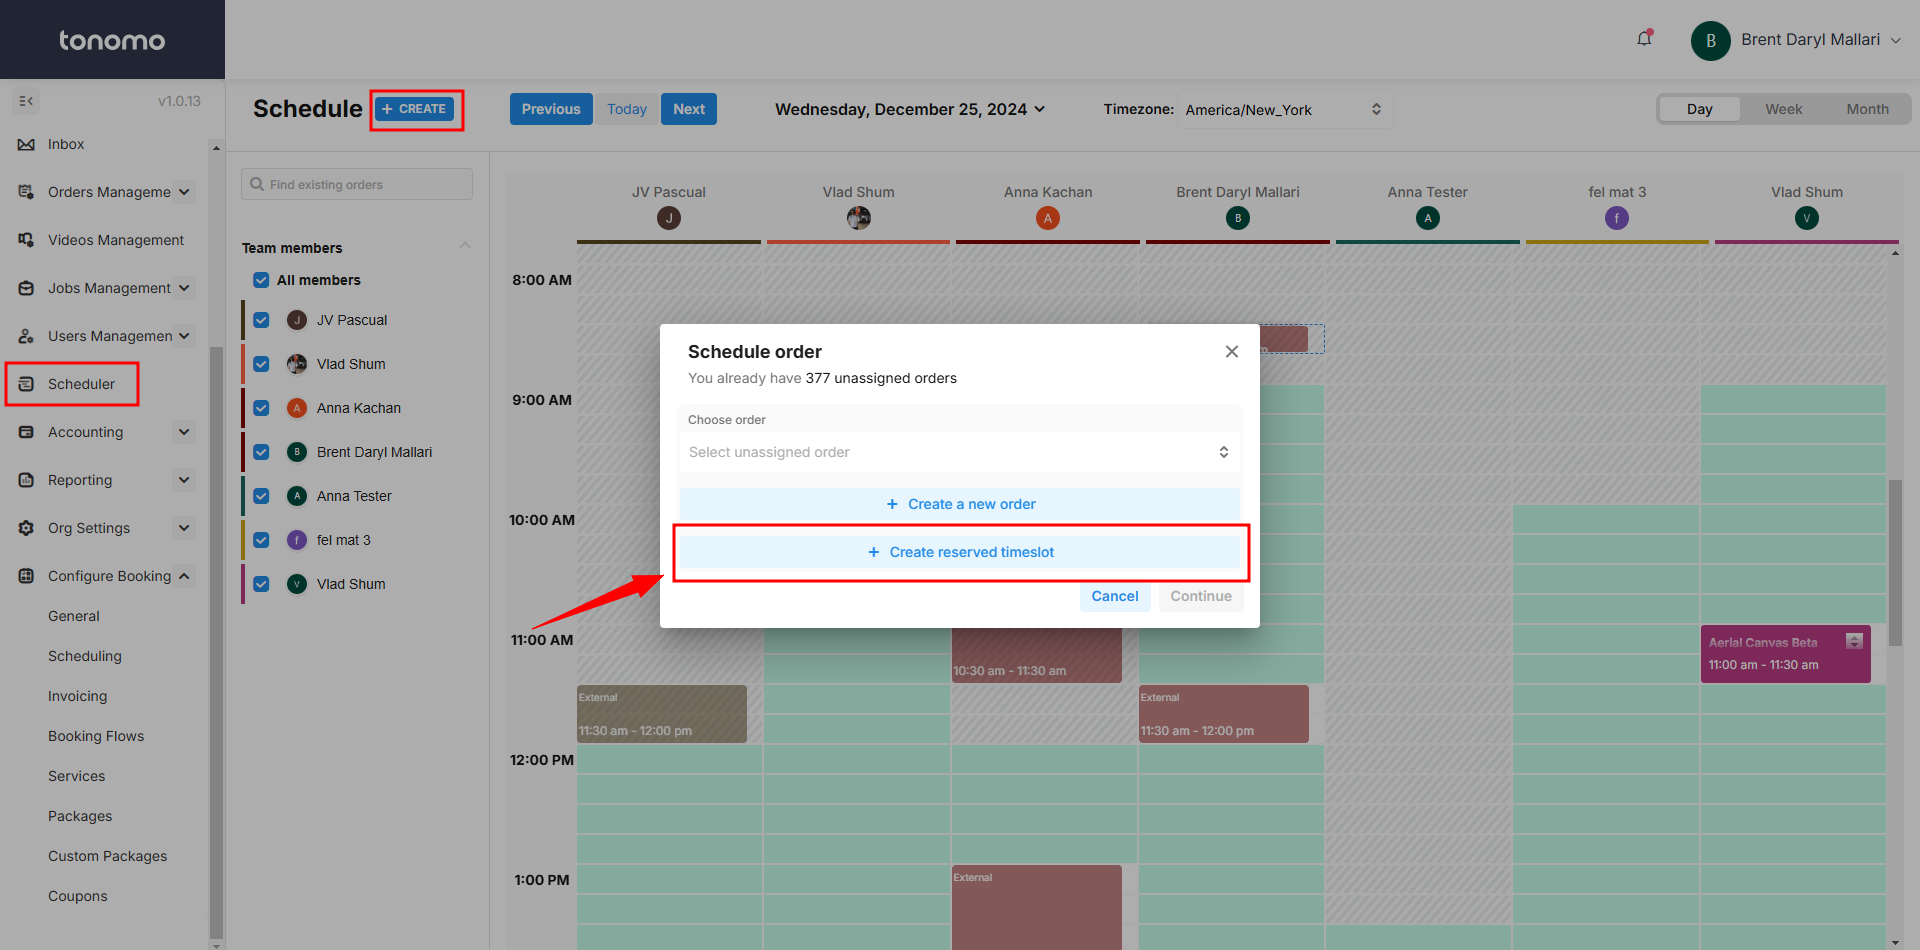 tonomo
B
Brent Daryl Mallari
v1.0.13
Inbox
Orders Manageme
Videos Management
Jobs Management
Users Managemen
Scheduler
Accounting
Reporting
Org Settings
Configure Booking
General
Scheduling
Invoicing
Booking Flows
Services
Packages
Custom Packages
Coupons
Schedule
+ CREATE
Previous
Today
Next
Wednesday, December 25, 2024
Timezone:
America/New_York
Day
Week
Month
Find existing orders
Team members
All members
J
JV Pascual
Vlad Shum
A
Anna Kachan
B
Brent Daryl Mallari
A
Anna Tester
f
fel mat 3
V
Vlad Shum
JV Pascual
Vlad Shum
Anna Kachan
Brent Daryl Mallari
Anna Tester
fel mat 3
Vlad Shum
J
A
B
A
f
V
8:00 AM
9:00 AM
10:00 AM
11:00 AM
12:00 PM
1:00 PM
Schedule order
You already have 377 unassigned orders
Choose order
Select unassigned order
+ Create a new order
+ Create reserved timeslot
Cancel
Continue
m
10:30 am - 11:30 am
Aerial Canvas Beta
11:00 am - 11:30 am
External
11:30 am - 12:00 pm
External
11:30 am - 12:00 pm
External